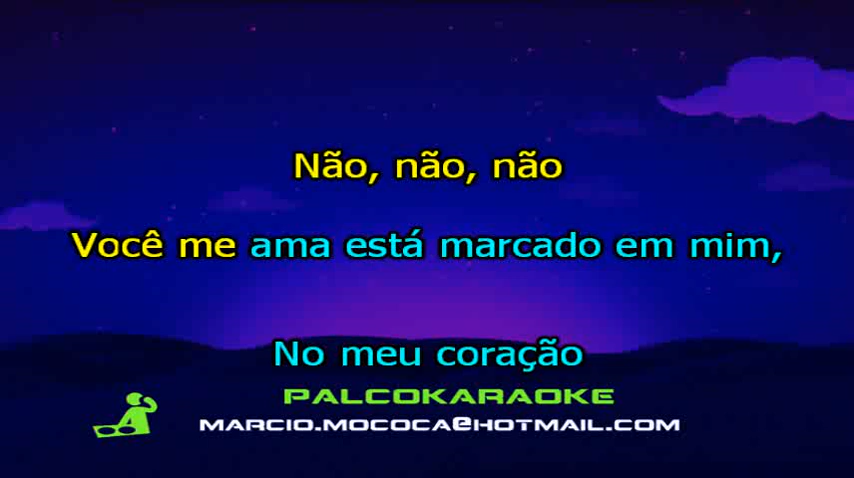 Não, não, não
Você me ama está marcado em mim,
No meu coração
PALCOKARAOKE
MARCIO.MOCOCA@HOTMAIL.COM